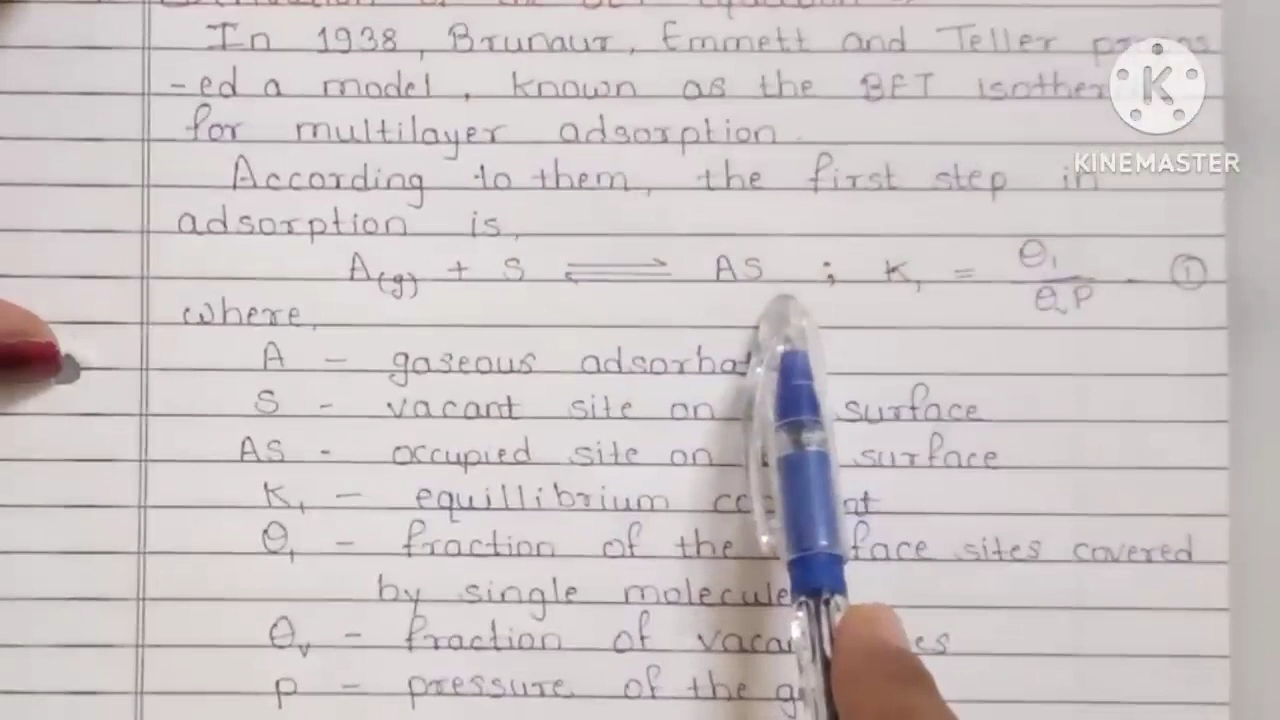 In 1938, Brunaur, Emmett and Teller
-ed a model, known as the BET
for multilayer adsorption.
According to them, the first step in
adsorption is,
A(g) + S ⇌ AS ; K₁ = θ₁ / θᵥP - ①
where,
A - gaseous
S - vacant site on surface
AS - occupied site on surface
K₁ - equillibrium
θ₁ - fraction of the sites covered
by single molecule
θᵥ - fraction of
P - pressure of the
K
KINEMASTER